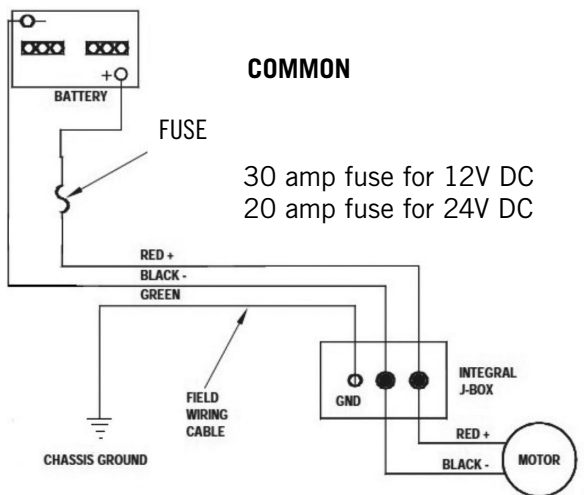 COMMON
+
BATTERY
FUSE
30 amp fuse for 12V DC
20 amp fuse for 24V DC
RED +
BLACK -
GREEN
FIELD
WIRING
CABLE
CHASSIS GROUND
GND
INTEGRAL
J-BOX
RED +
BLACK -
MOTOR